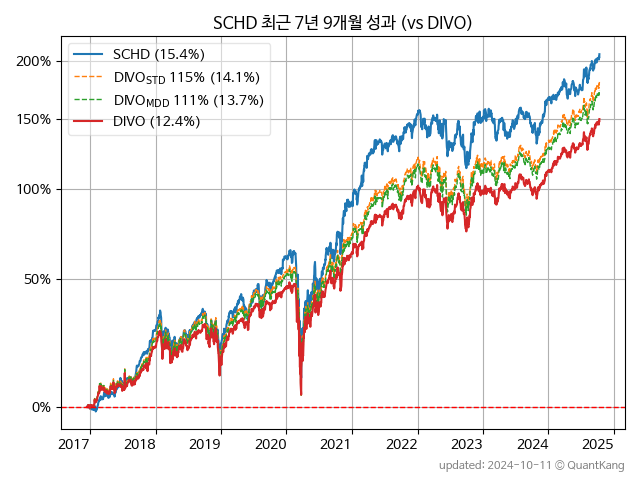 SCHD 최근 7년 9개월 성과 (vs DIVO)
SCHD (15.4%)
DIVO_STD 115% (14.1%)
DIVO_MDD 111% (13.7%)
DIVO (12.4%)
200%
150%
100%
50%
0%
2017 2018 2019 2020 2021 2022 2023 2024 2025
updated: 2024-10-11 © QuantKang